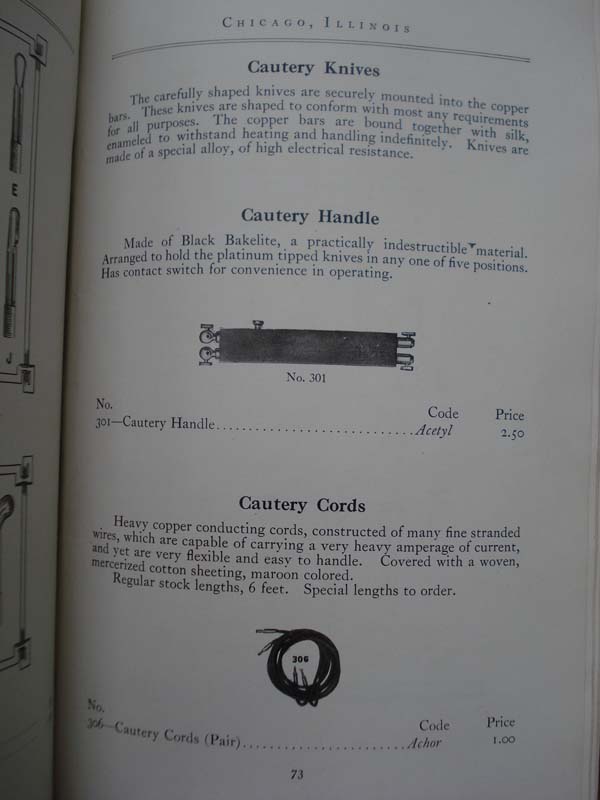 Chicago, Illinois
Cautery Knives
The carefully shaped knives are securely mounted into the copper
bars. These knives are shaped to conform with most any requirements
for all purposes. The copper bars are bound together with silk,
enameled to withstand heating and handling indefinitely. Knives are
made of a special alloy, of high electrical resistance.
Cautery Handle
Made of Black Bakelite, a practically indestructible material.
Arranged to hold the platinum tipped knives in any one of five positions.
Has contact switch for convenience in operating.
No. 301
No. Code Price
301—Cautery Handle............................Acetyl 2.50
Cautery Cords
Heavy copper conducting cords, constructed of many fine stranded
wires, which are capable of carrying a very heavy amperage of current,
and yet are very flexible and easy to handle. Covered with a woven,
mercerized cotton sheeting, maroon colored.
Regular stock lengths, 6 feet. Special lengths to order.
306
No. Code Price
306—Cautery Cords (Pair).......................Achor 1.00
73
E
J